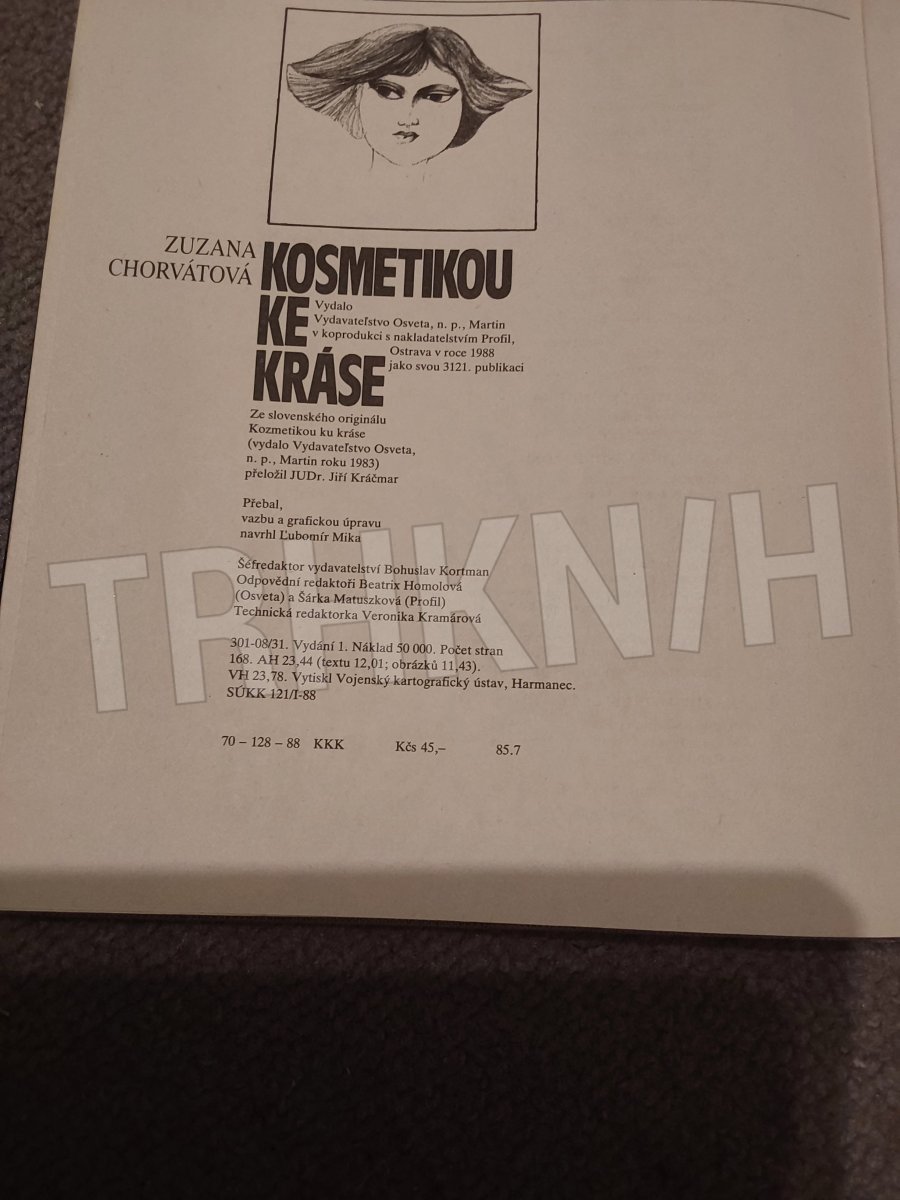 ZUZANA
CHORVÁTOVÁ
KOSMETIKOU
KE
KRÁSE
Vydalo
Vydavateľstvo Osveta, n. p., Martin
v koprodukci s nakladatelstvím Profil,
Ostrava v roce 1988
jako svou 3121. publikaci
Ze slovenského originálu
Kozmetikou ku kráse
(vydalo Vydavateľstvo Osveta,
n. p., Martin roku 1983)
přeložil JUDr. Jiří Kráčmar
Přebal,
vazbu a grafickou úpravu
navrhl Ľubomír Mika
Šéfredaktor vydavatelství Bohuslav Kortman
Odpovědní redaktoři Beatrix Homolová
(Osveta) a Šárka Matuszková (Profil)
Technická redaktorka Veronika Kramárová
301-08/31. Vydání 1. Náklad 50 000. Počet stran
168. AH 23,44 (textu 12,01; obrázků 11,43).
VH 23,78. Vytiskl Vojenský kartografický ústav, Harmanec.
SÚKK 121/I-88
70 – 128 – 88 KKK Kčs 45,– 85.7
TRHKNIH